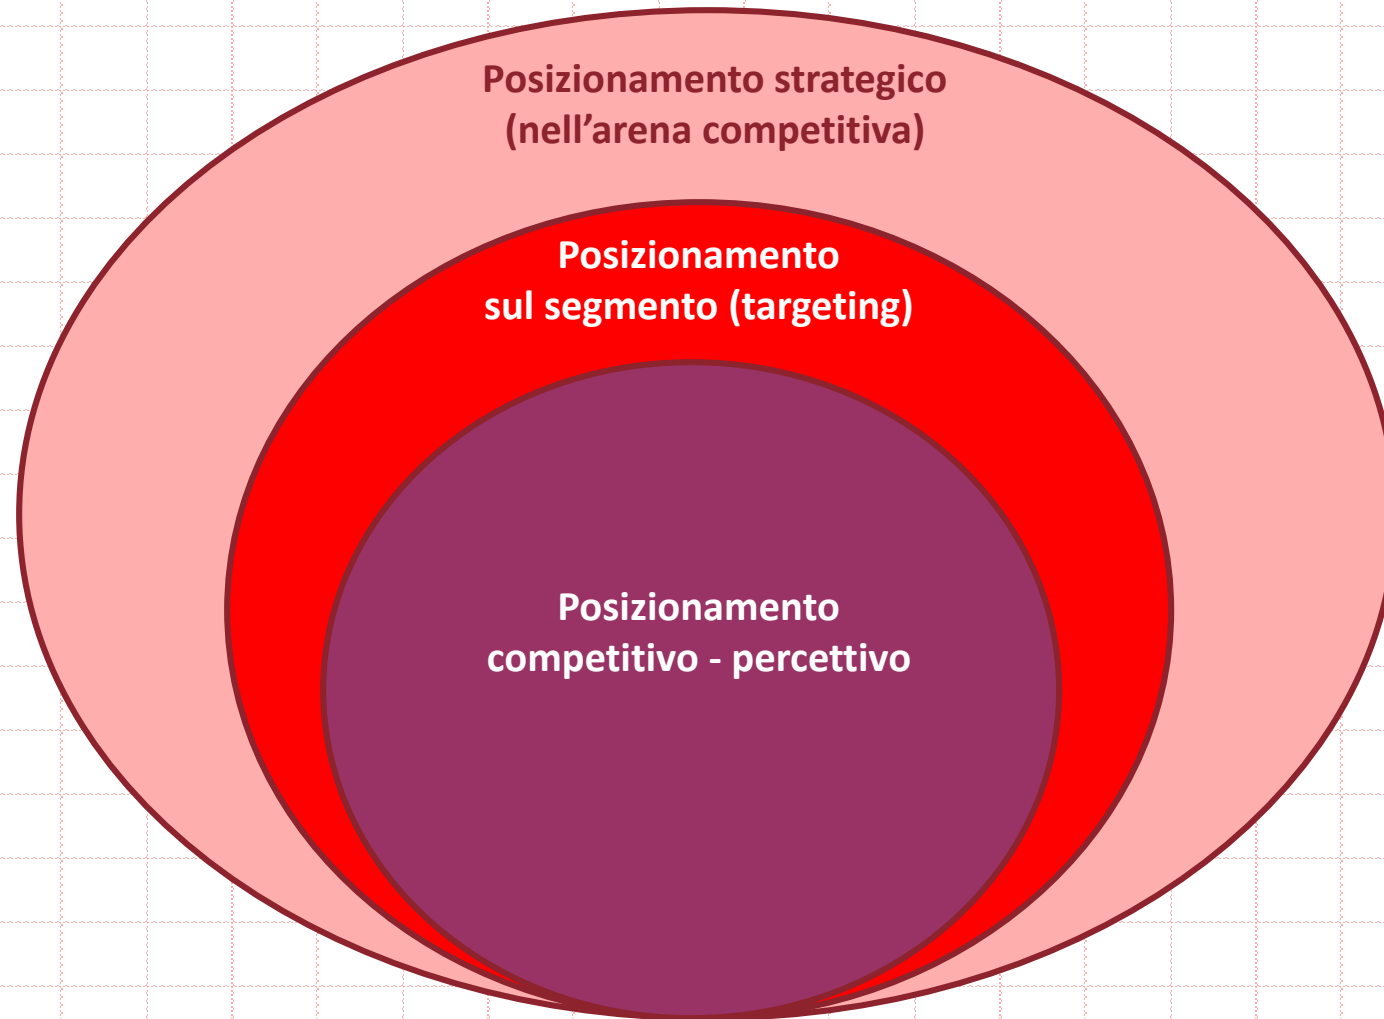 Posizionamento strategico
(nell’arena competitiva)
Posizionamento
sul segmento (targeting)
Posizionamento
competitivo - percettivo